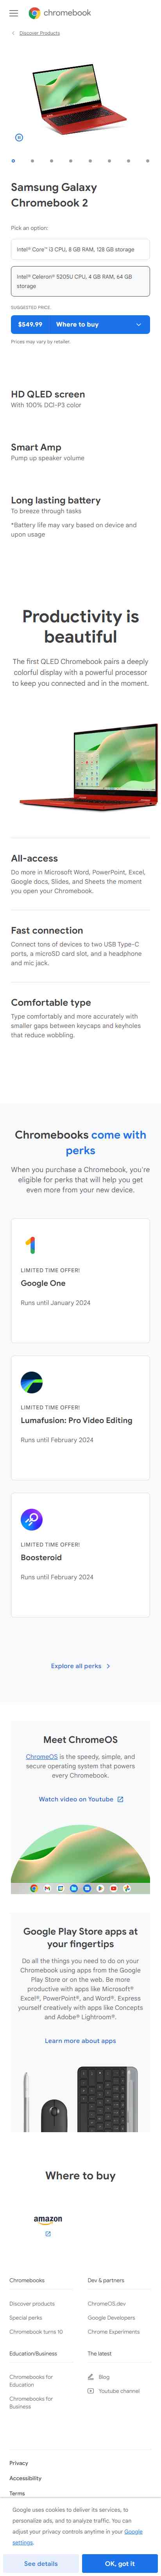 chromebook
Discover Products
Samsung Galaxy
Chromebook 2
Pick an option:
Intel® Core™ i3 CPU, 8 GB RAM, 128 GB storage
Intel® Celeron® 5205U CPU, 4 GB RAM, 64 GB
storage
SUGGESTED PRICE
$549.99 Where to buy
Prices may vary by retailer.
HD QLED screen
With 100% DCI-P3 color
Smart Amp
Pump up speaker volume
Long lasting battery
To breeze through tasks
*Battery life may vary based on device and
upon usage
Productivity is
beautiful
The first QLED Chromebook pairs a deeply
colorful display with a powerful processor
to keep you connected and in the moment.
All-access
Do more in Microsoft Word, PowerPoint, Excel,
Google docs, Slides, and Sheets the moment
you open your Chromebook.
Fast connection
Connect tons of devices to two USB Type-C
ports, a microSD card slot, and a headphone
and mic jack.
Comfortable type
Type comfortably and more accurately with
smaller gaps between keycaps and keyholes
that reduce wobbling.
Chromebooks come with
perks
When you purchase a Chromebook, you're
eligible for perks that will help you get
even more from your new device.
LIMITED TIME OFFER!
Google One
Runs until January 2024
LIMITED TIME OFFER!
Lumafusion: Pro Video Editing
Runs until February 2024
LIMITED TIME OFFER!
Boosteroid
Runs until February 2024
Explore all perks
Meet ChromeOS
ChromeOS is the speedy, simple, and
secure operating system that powers
every Chromebook.
Watch video on Youtube
Google Play Store apps at
your fingertips
Do all the things you need to do on your
Chromebook using apps from the Google
Play Store or on the web. Be more
productive with apps like Microsoft®
Excel®, PowerPoint®, and Word®. Express
yourself creatively with apps like Concepts
and Adobe® Lightroom®.
Learn more about apps
Where to buy
amazon
Chromebooks
Discover products
Special perks
Chromebook turns 10
Dev & partners
ChromeOS.dev
Google Developers
Chrome Experiments
Education/Business
Chromebooks for
Education
Chromebooks for
Business
The latest
Blog
Youtube channel
Privacy
Accessibility
Terms
Google uses cookies to deliver its services, to
personalize ads, and to analyze traffic. You can
adjust your privacy controls anytime in your Google
settings.
See details
OK, got it